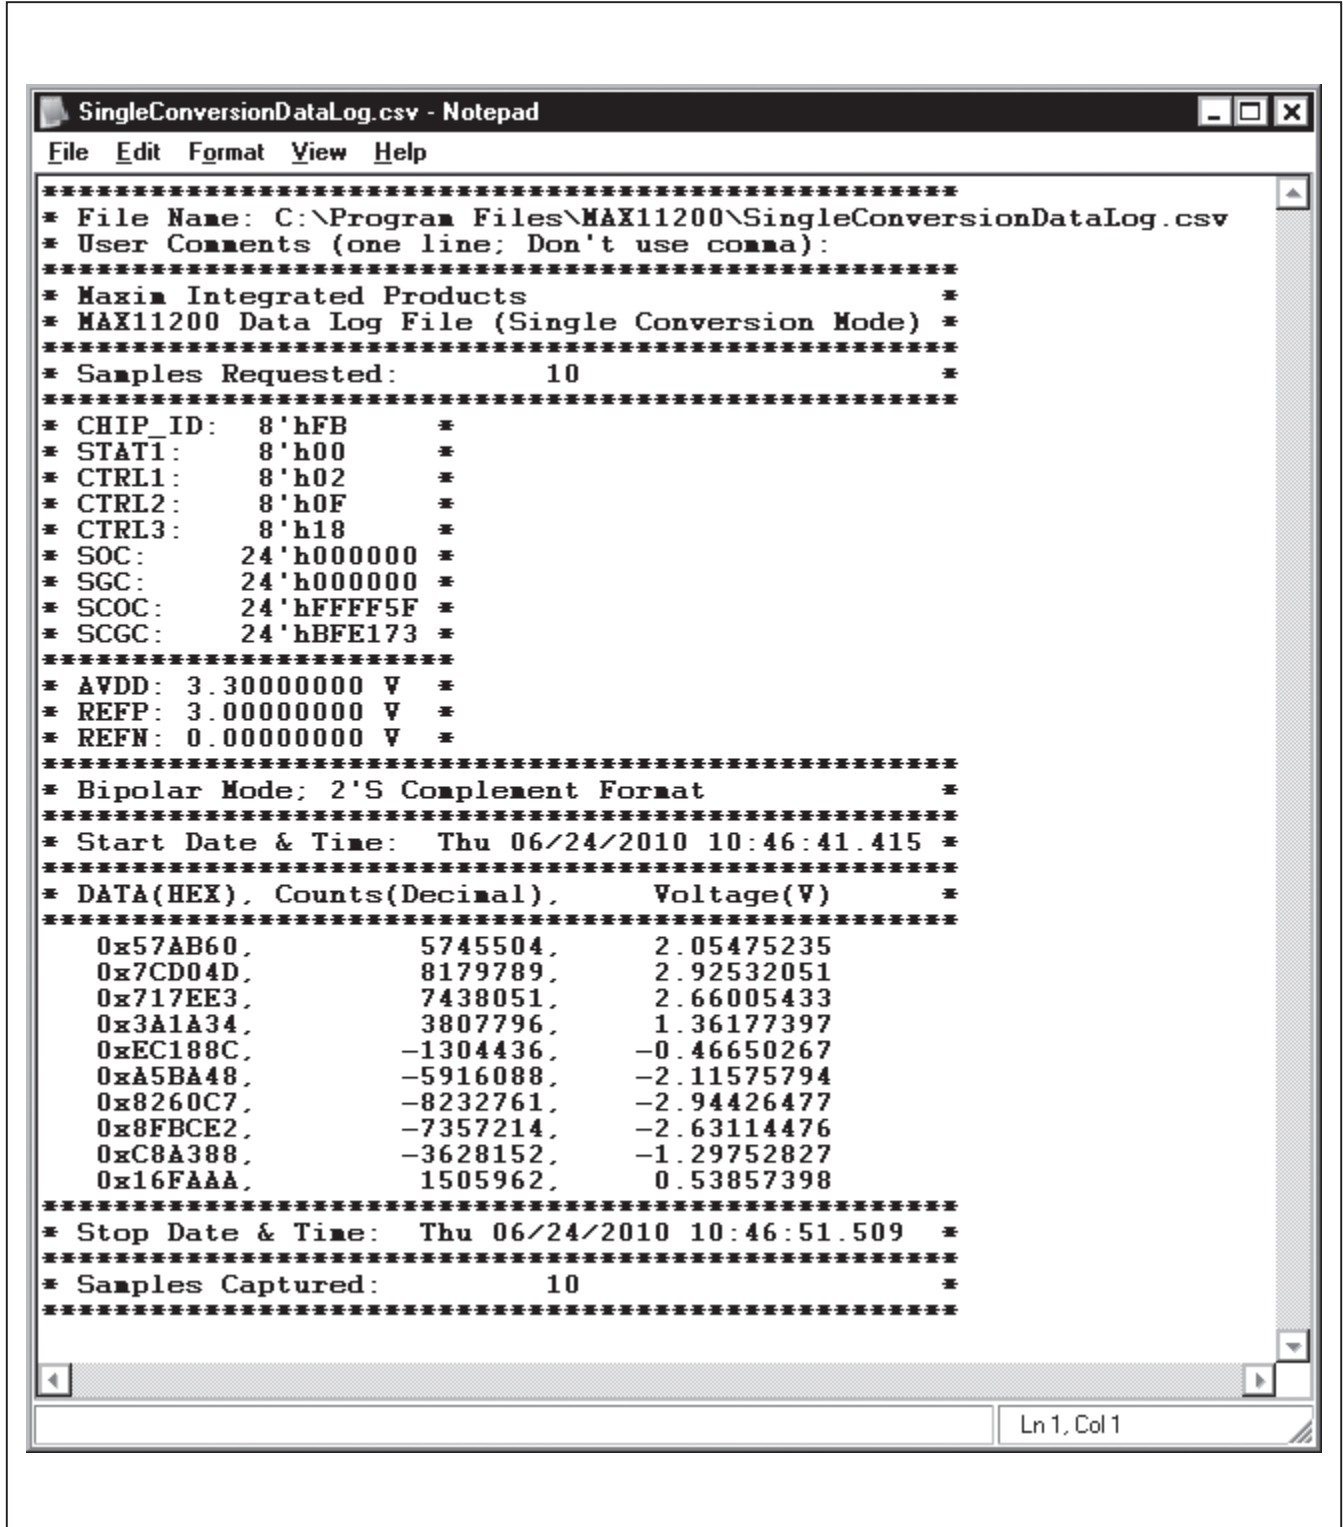 SingleConversionDataLog.csv - Notepad
File Edit Format View Help
***************************************************
* File Name: C:\Program Files\MAX11200\SingleConversionDataLog.csv
* User Comments (one line; Don't use comma):
***************************************************
* Maxim Integrated Products *
* MAX11200 Data Log File (Single Conversion Mode) *
***************************************************
* Samples Requested: 10 *
***************************************************
* CHIP_ID: 8'hFB *
* STAT1: 8'h00 *
* CTRL1: 8'h02 *
* CTRL2: 8'h0F *
* CTRL3: 8'h18 *
* SOC: 24'h000000 *
* SGC: 24'h000000 *
* SCOC: 24'hFFFF5F *
* SCGC: 24'hBFE173 *
***********************
* AVDD: 3.30000000 V *
* REFP: 3.00000000 V *
* REFN: 0.00000000 V *
***************************************************
* Bipolar Mode; 2'S Complement Format *
***************************************************
* Start Date & Time: Thu 06/24/2010 10:46:41.415 *
***************************************************
* DATA(HEX), Counts(Decimal), Voltage(V) *
***************************************************
0x57AB60, 5745504, 2.05475235
0x7CD04D, 8179789, 2.92532051
0x717EE3, 7438051, 2.66005433
0x3A1A34, 3807796, 1.36177397
0xEC188C, -1304436, -0.46650267
0xA5BA48, -5916088, -2.11575794
0x8260C7, -8232761, -2.94426477
0x8FBCE2, -7357214, -2.63114476
0xC8A388, -3628152, -1.29752827
0x16FAAA, 1505962, 0.53857398
***************************************************
* Stop Date & Time: Thu 06/24/2010 10:46:51.509 *
***************************************************
* Samples Captured: 10 *
***************************************************
Ln 1, Col 1